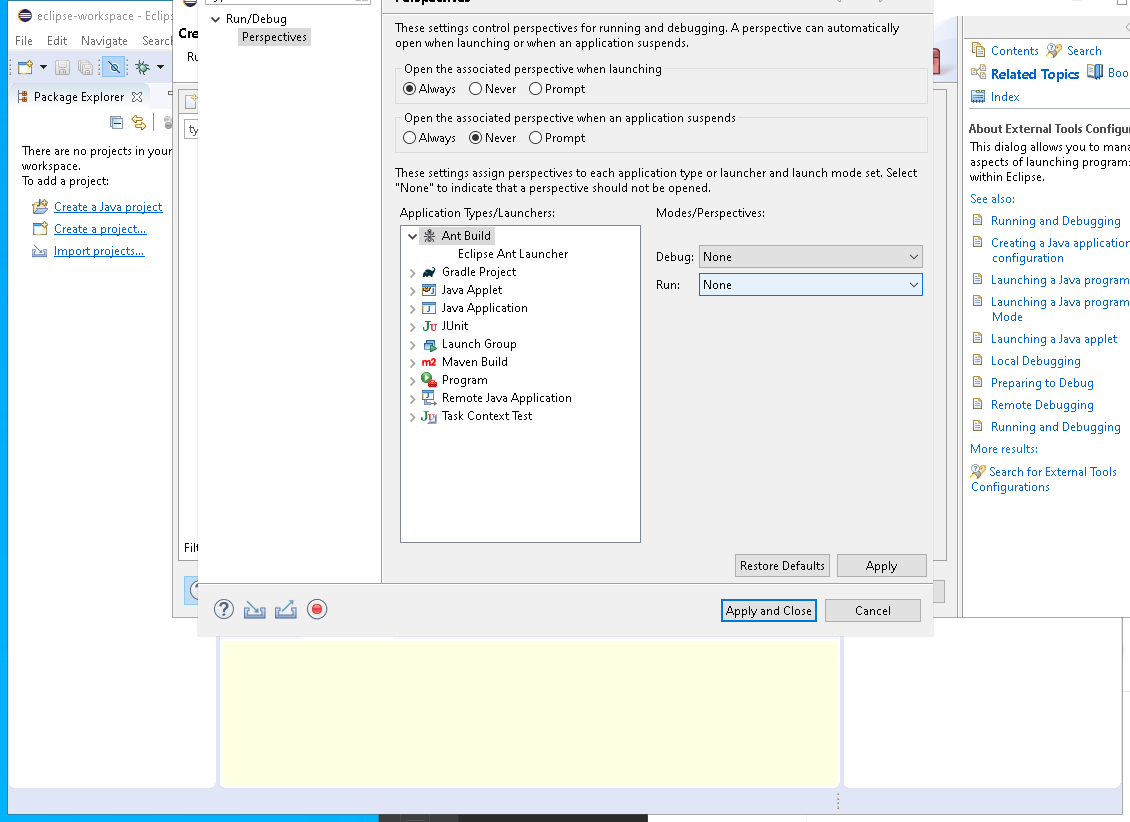 eclipse-workspace - Eclips
File Edit Navigate Search
Package Explorer
There are no projects in your
workspace.
To add a project:
Create a Java project
Create a project...
Import projects...
Cre
Ru
ty
Filt
Run/Debug
Perspectives
Perspectives
These settings control perspectives for running and debugging. A perspective can automatically
open when launching or when an application suspends.
Open the associated perspective when launching
Always Never Prompt
Open the associated perspective when an application suspends
Always Never Prompt
These settings assign perspectives to each application type or launcher and launch mode set. Select
"None" to indicate that a perspective should not be opened.
Application Types/Launchers:
Ant Build
Eclipse Ant Launcher
Gradle Project
Java Applet
Java Application
JUnit
Launch Group
Maven Build
Program
Remote Java Application
Task Context Test
Modes/Perspectives:
Debug: None
Run: None
Restore Defaults Apply
Apply and Close Cancel
Contents Search
Related Topics Boo
Index
About External Tools Configur
This dialog allows you to mana
aspects of launching programs
within Eclipse.
See also:
Running and Debugging
Creating a Java application
configuration
Launching a Java program
Launching a Java program
Mode
Launching a Java applet
Local Debugging
Preparing to Debug
Remote Debugging
Running and Debugging
More results:
Search for External Tools
Configurations